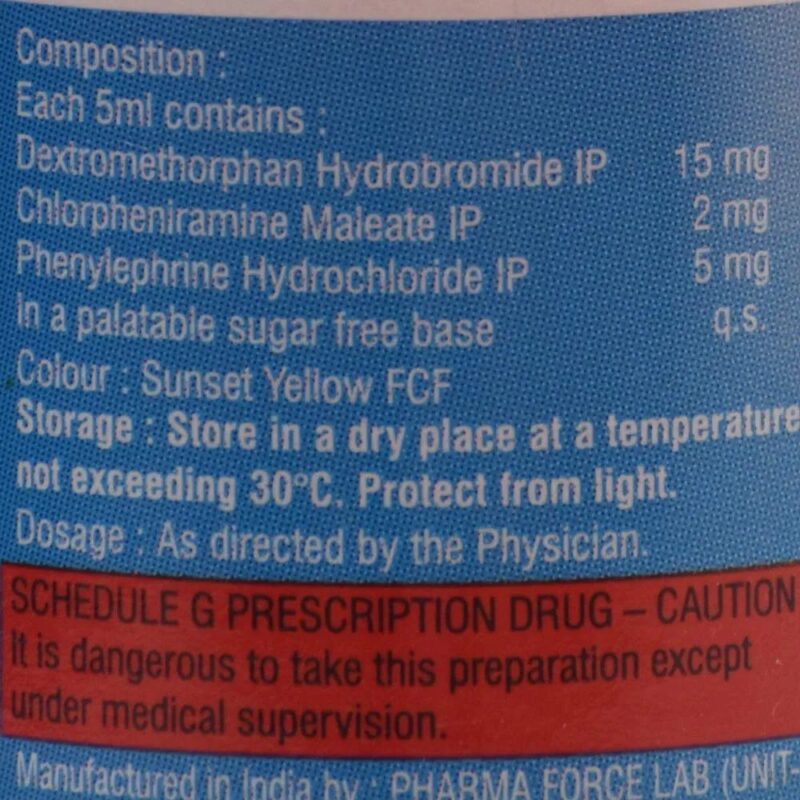 Composition :
Each 5ml contains :
Dextromethorphan Hydrobromide IP 15 mg
Chlorpheniramine Maleate IP 2 mg
Phenylephrine Hydrochloride IP 5 mg
In a palatable sugar free base q.s.
Colour : Sunset Yellow FCF
Storage : Store in a dry place at a temperature
not exceeding 30°C. Protect from light.
Dosage : As directed by the Physician.
SCHEDULE G PRESCRIPTION DRUG – CAUTION
It is dangerous to take this preparation except
under medical supervision.
Manufactured in India by : PHARMA FORCE LAB (UNIT-